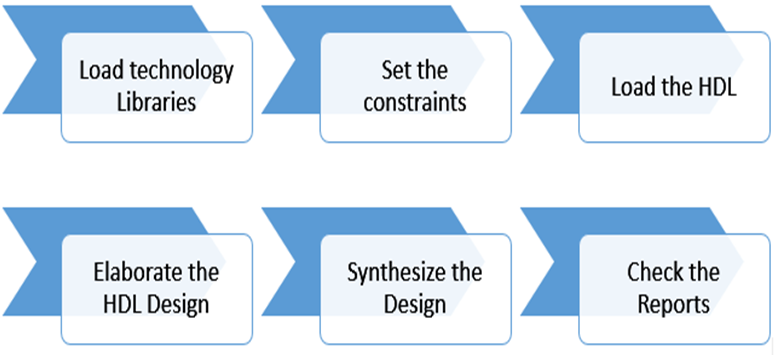 Load technology
Libraries
Set the
constraints
Load the HDL
Elaborate the
HDL Design
Synthesize the
Design
Check the
Reports